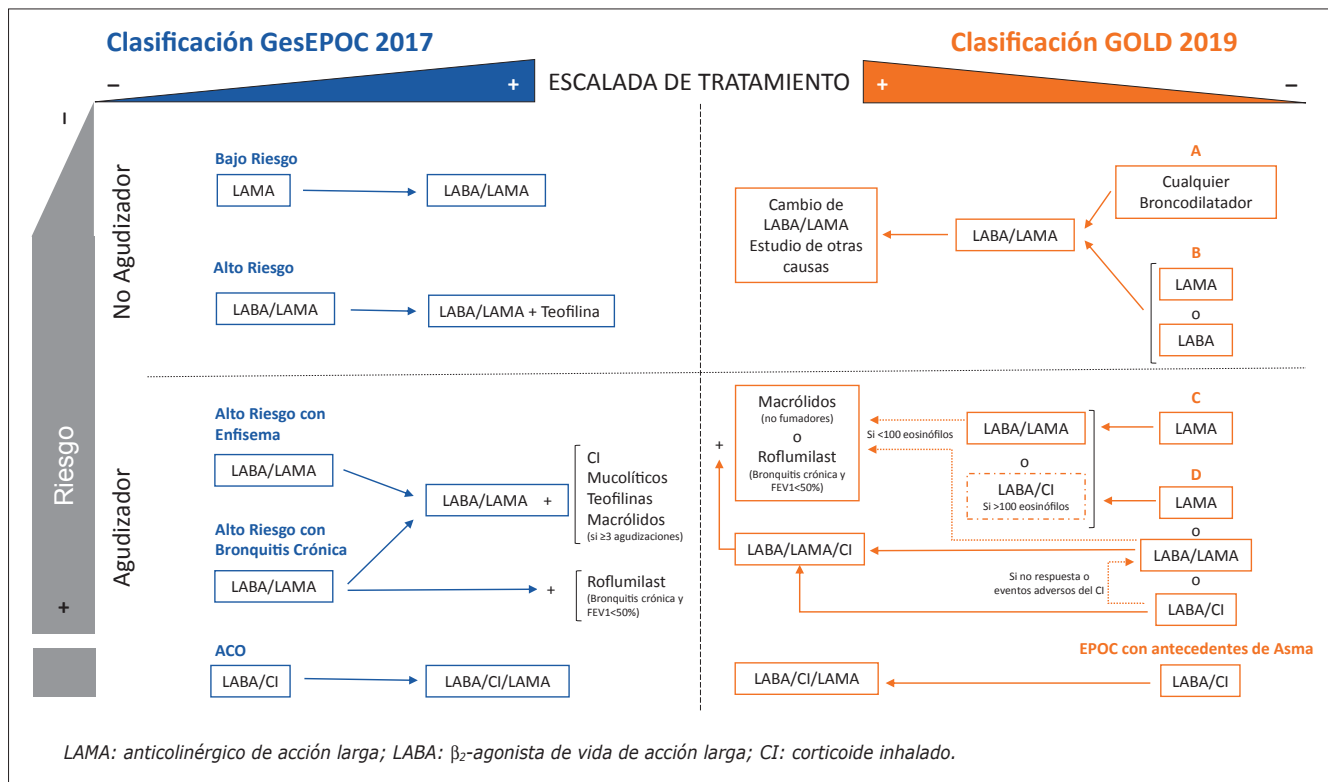 Clasificación GesEPOC 2017
Clasificación GOLD 2019
– + ESCALADA DE TRATAMIENTO + –
–
Riesgo
+
No Agudizador
Agudizador
Bajo Riesgo
LAMA
LABA/LAMA
Alto Riesgo
LABA/LAMA
LABA/LAMA + Teofilina
Alto Riesgo con
Enfisema
LABA/LAMA
Alto Riesgo con
Bronquitis Crónica
LABA/LAMA
LABA/LAMA +
CI
Mucolíticos
Teofilinas
Macrólidos
(si ≥3 agudizaciones)
+
Roflumilast
(Bronquitis crónica y
FEV1<50%)
ACO
LABA/CI
LABA/CI/LAMA
A
Cualquier
Broncodilatador
B
LAMA
o
LABA
LABA/LAMA
Cambio de
LABA/LAMA
Estudio de otras
causas
C
LAMA
D
LAMA
o
LABA/LAMA
o
LABA/CI
LABA/LAMA
o
LABA/CI
Si >100 eosinófilos
Si <100 eosinófilos
Macrólidos
(no fumadores)
o
Roflumilast
(Bronquitis crónica y
FEV1<50%)
+
LABA/LAMA/CI
Si no respuesta o
eventos adversos del CI
EPOC con antecedentes de Asma
LABA/CI
LABA/CI/LAMA
LAMA: anticolinérgico de acción larga; LABA: β₂-agonista de vida de acción larga; CI: corticoide inhalado.